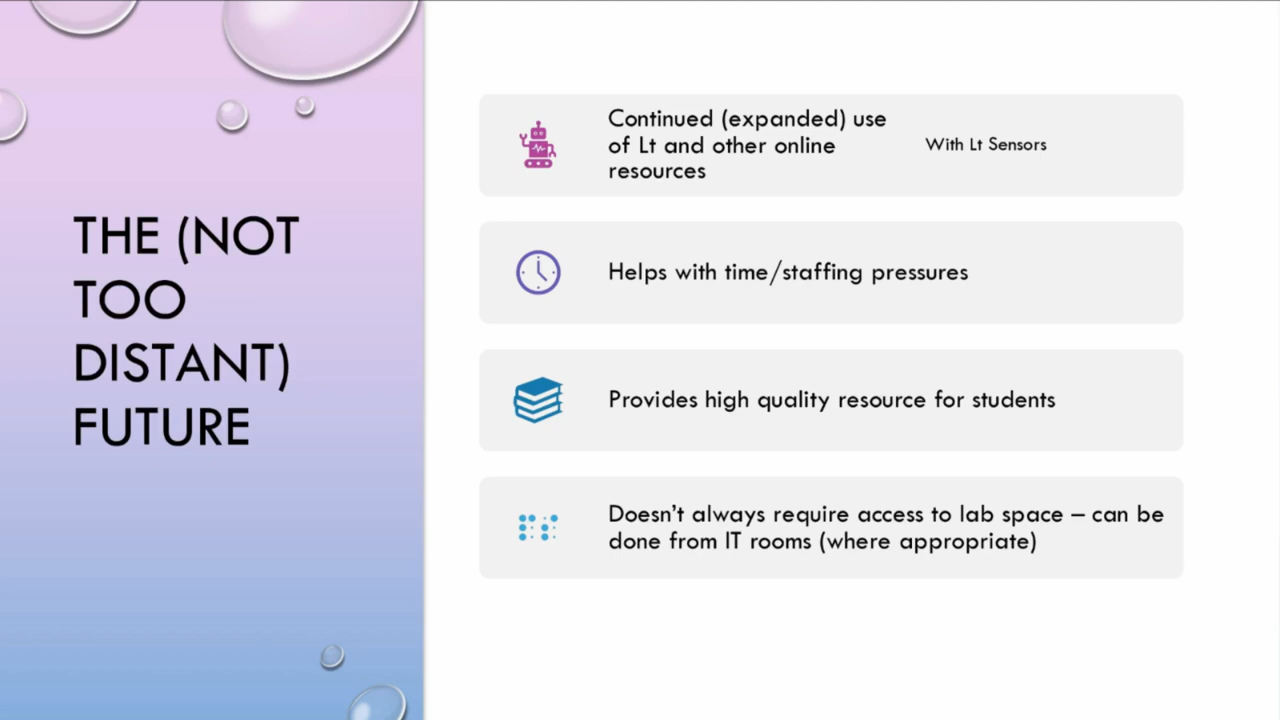 THE (NOT
TOO
DISTANT)
FUTURE
Continued (expanded) use
of Lt and other online
resources
With Lt Sensors
Helps with time/staffing pressures
Provides high quality resource for students
Doesn't always require access to lab space – can be
done from IT rooms (where appropriate)